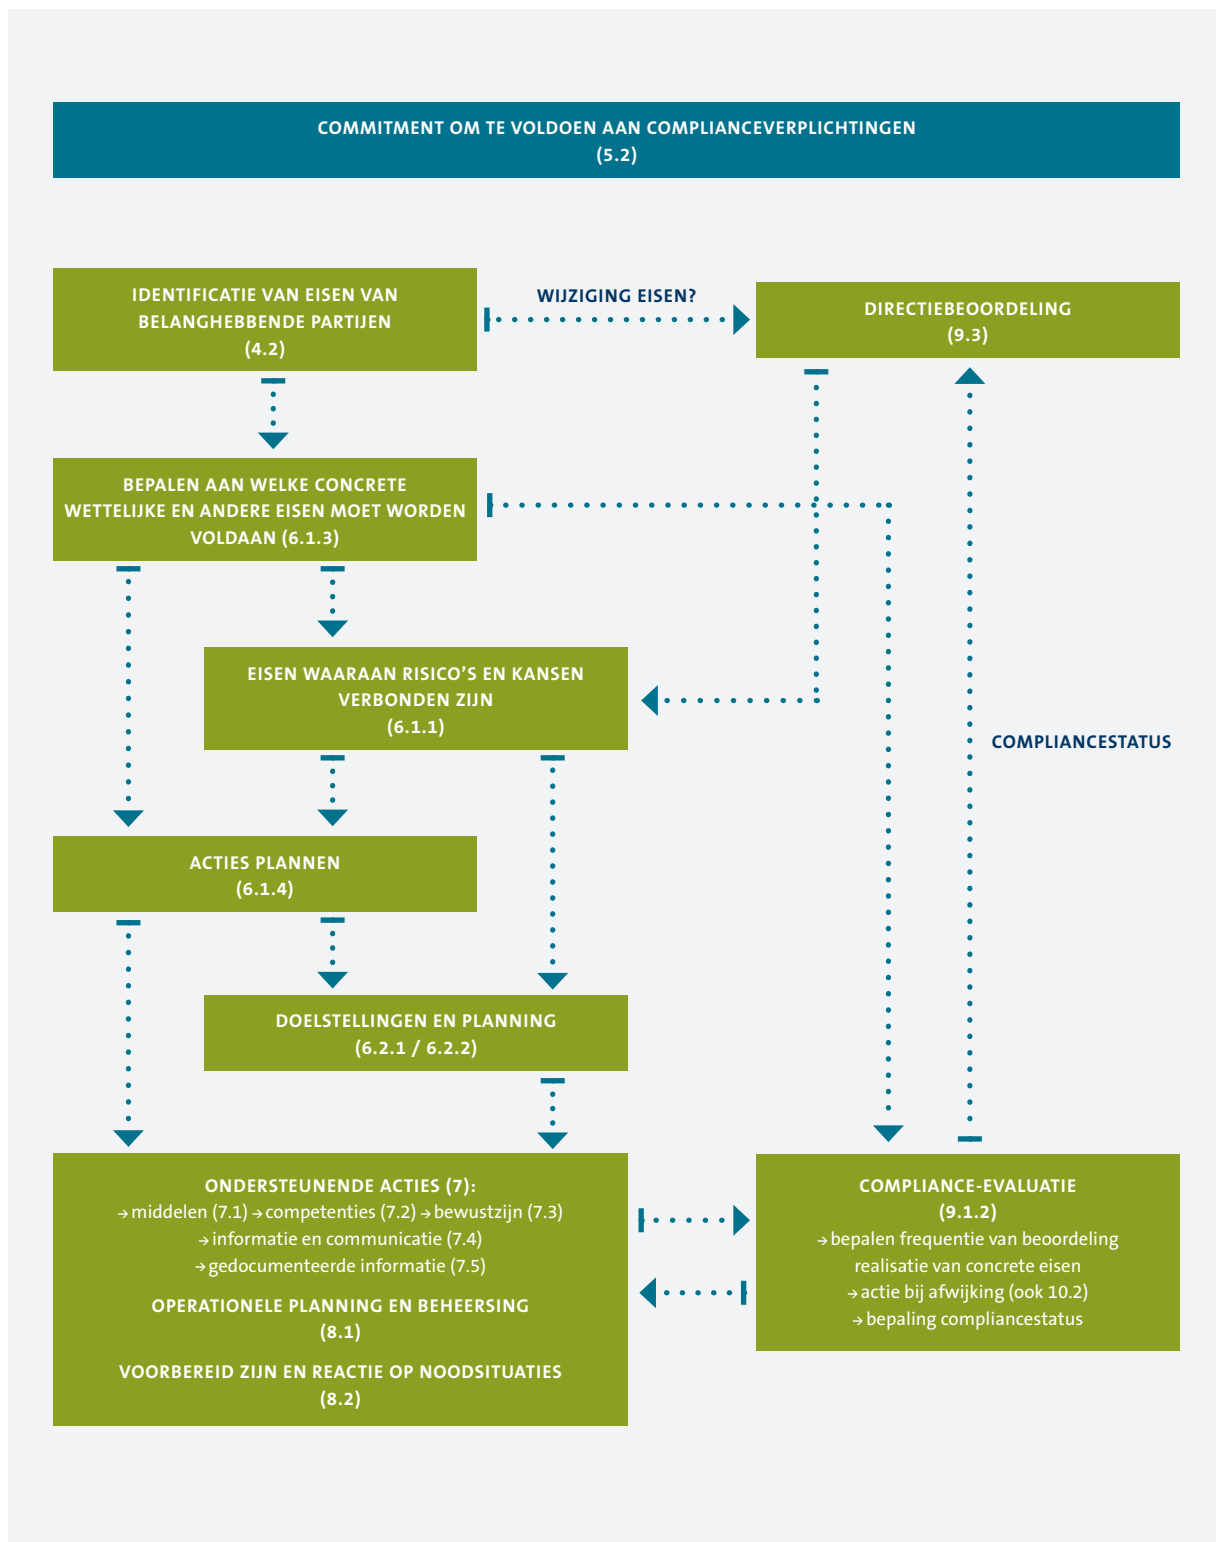 COMMITMENT OM TE VOLDOEN AAN COMPLIANCEVERPLICHTINGEN
(5.2)
IDENTIFICATIE VAN EISEN VAN
BELANGHEBBENDE PARTIJEN
(4.2)
WIJZIGING EISEN?
DIRECTIEBEOORDELING
(9.3)
BEPALEN AAN WELKE CONCRETE
WETTELIJKE EN ANDERE EISEN MOET WORDEN
VOLDAAN (6.1.3)
EISEN WAARAAN RISICO’S EN KANSEN
VERBONDEN ZIJN
(6.1.1)
COMPLIANCESTATUS
ACTIES PLANNEN
(6.1.4)
DOELSTELLINGEN EN PLANNING
(6.2.1 / 6.2.2)
ONDERSTEUNENDE ACTIES (7):
→ middelen (7.1) → competenties (7.2) → bewustzijn (7.3)
→ informatie en communicatie (7.4)
→ gedocumenteerde informatie (7.5)
OPERATIONELE PLANNING EN BEHEERSING
(8.1)
VOORBEREID ZIJN EN REACTIE OP NOODSITUATIES
(8.2)
COMPLIANCE-EVALUATIE
(9.1.2)
→ bepalen frequentie van beoordeling
realisatie van concrete eisen
→ actie bij afwijking (ook 10.2)
→ bepaling compliancestatus